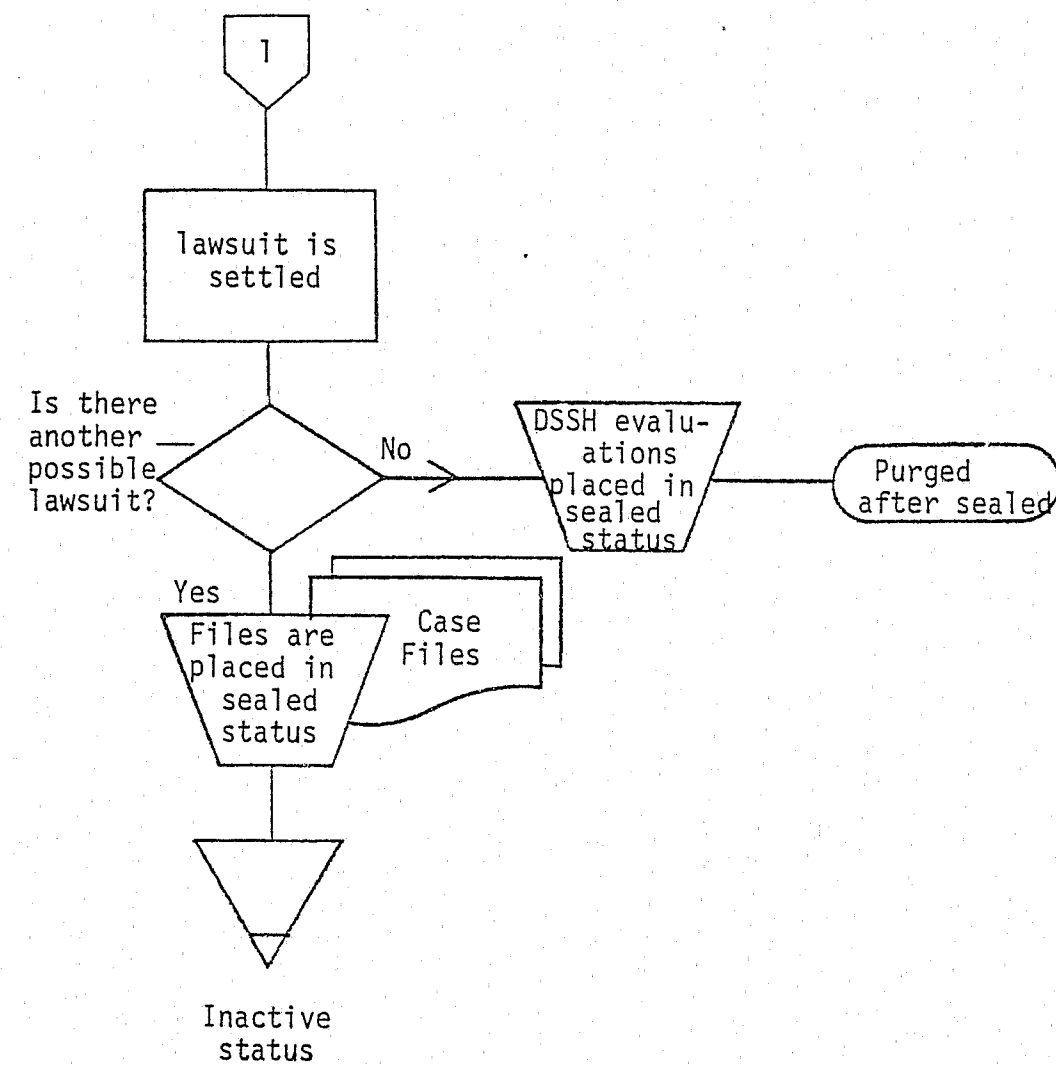 1
lawsuit is
settled
Is there
another
possible
lawsuit?
No
DSSH evalu-
ations
placed in
sealed
status
Purged
after sealed
Yes
Files are
placed in
sealed
status
Case
Files
Inactive
status